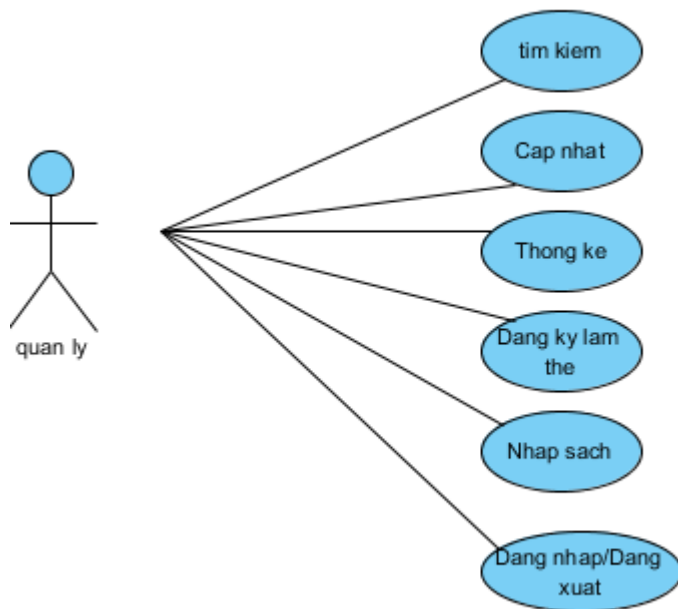 tim kiem
Cap nhat
Thong ke
quan ly
Dang ky lam
the
Nhap sach
Dang nhap/Dang
xuat